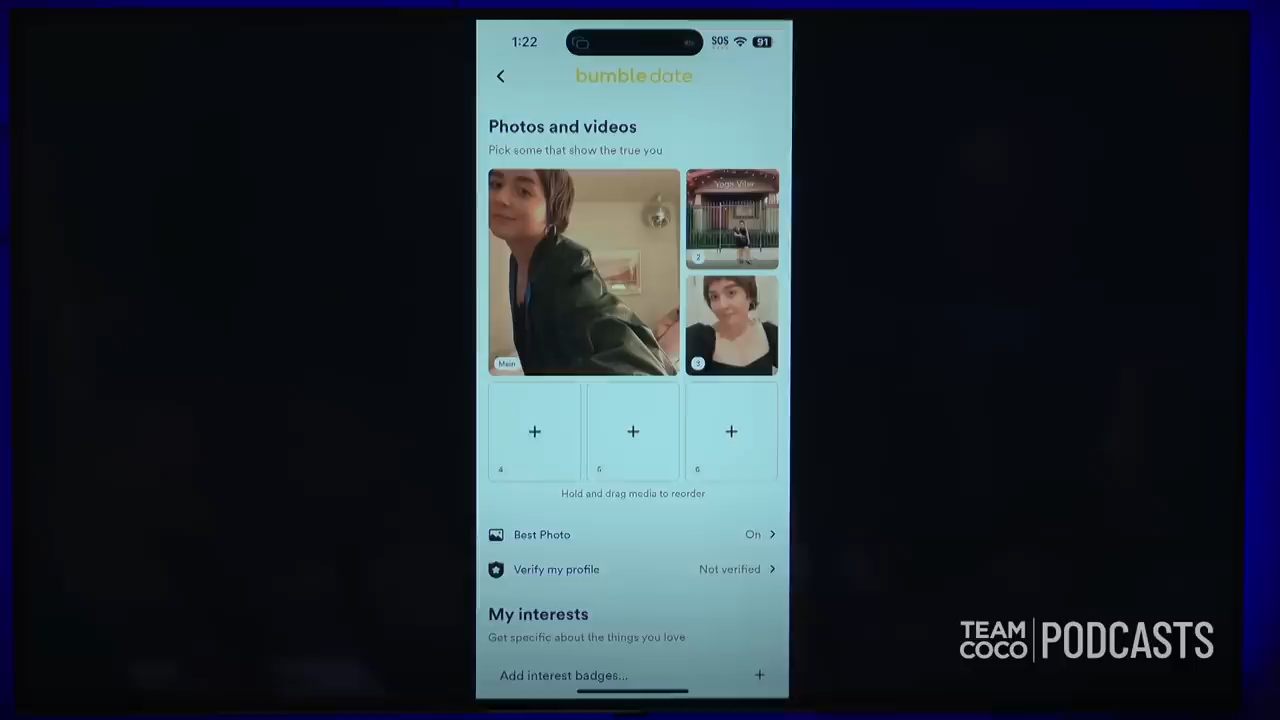 1:22
SOS
91
bumble date
Photos and videos
Pick some that show the true you
Yoga Vilas
2
Main
3
+
+
+
4
5
6
Hold and drag media to reorder
Best Photo
On
Verify my profile
Not verified
My interests
Get specific about the things you love
Add interest badges...
+
TEAM COCO
PODCASTS